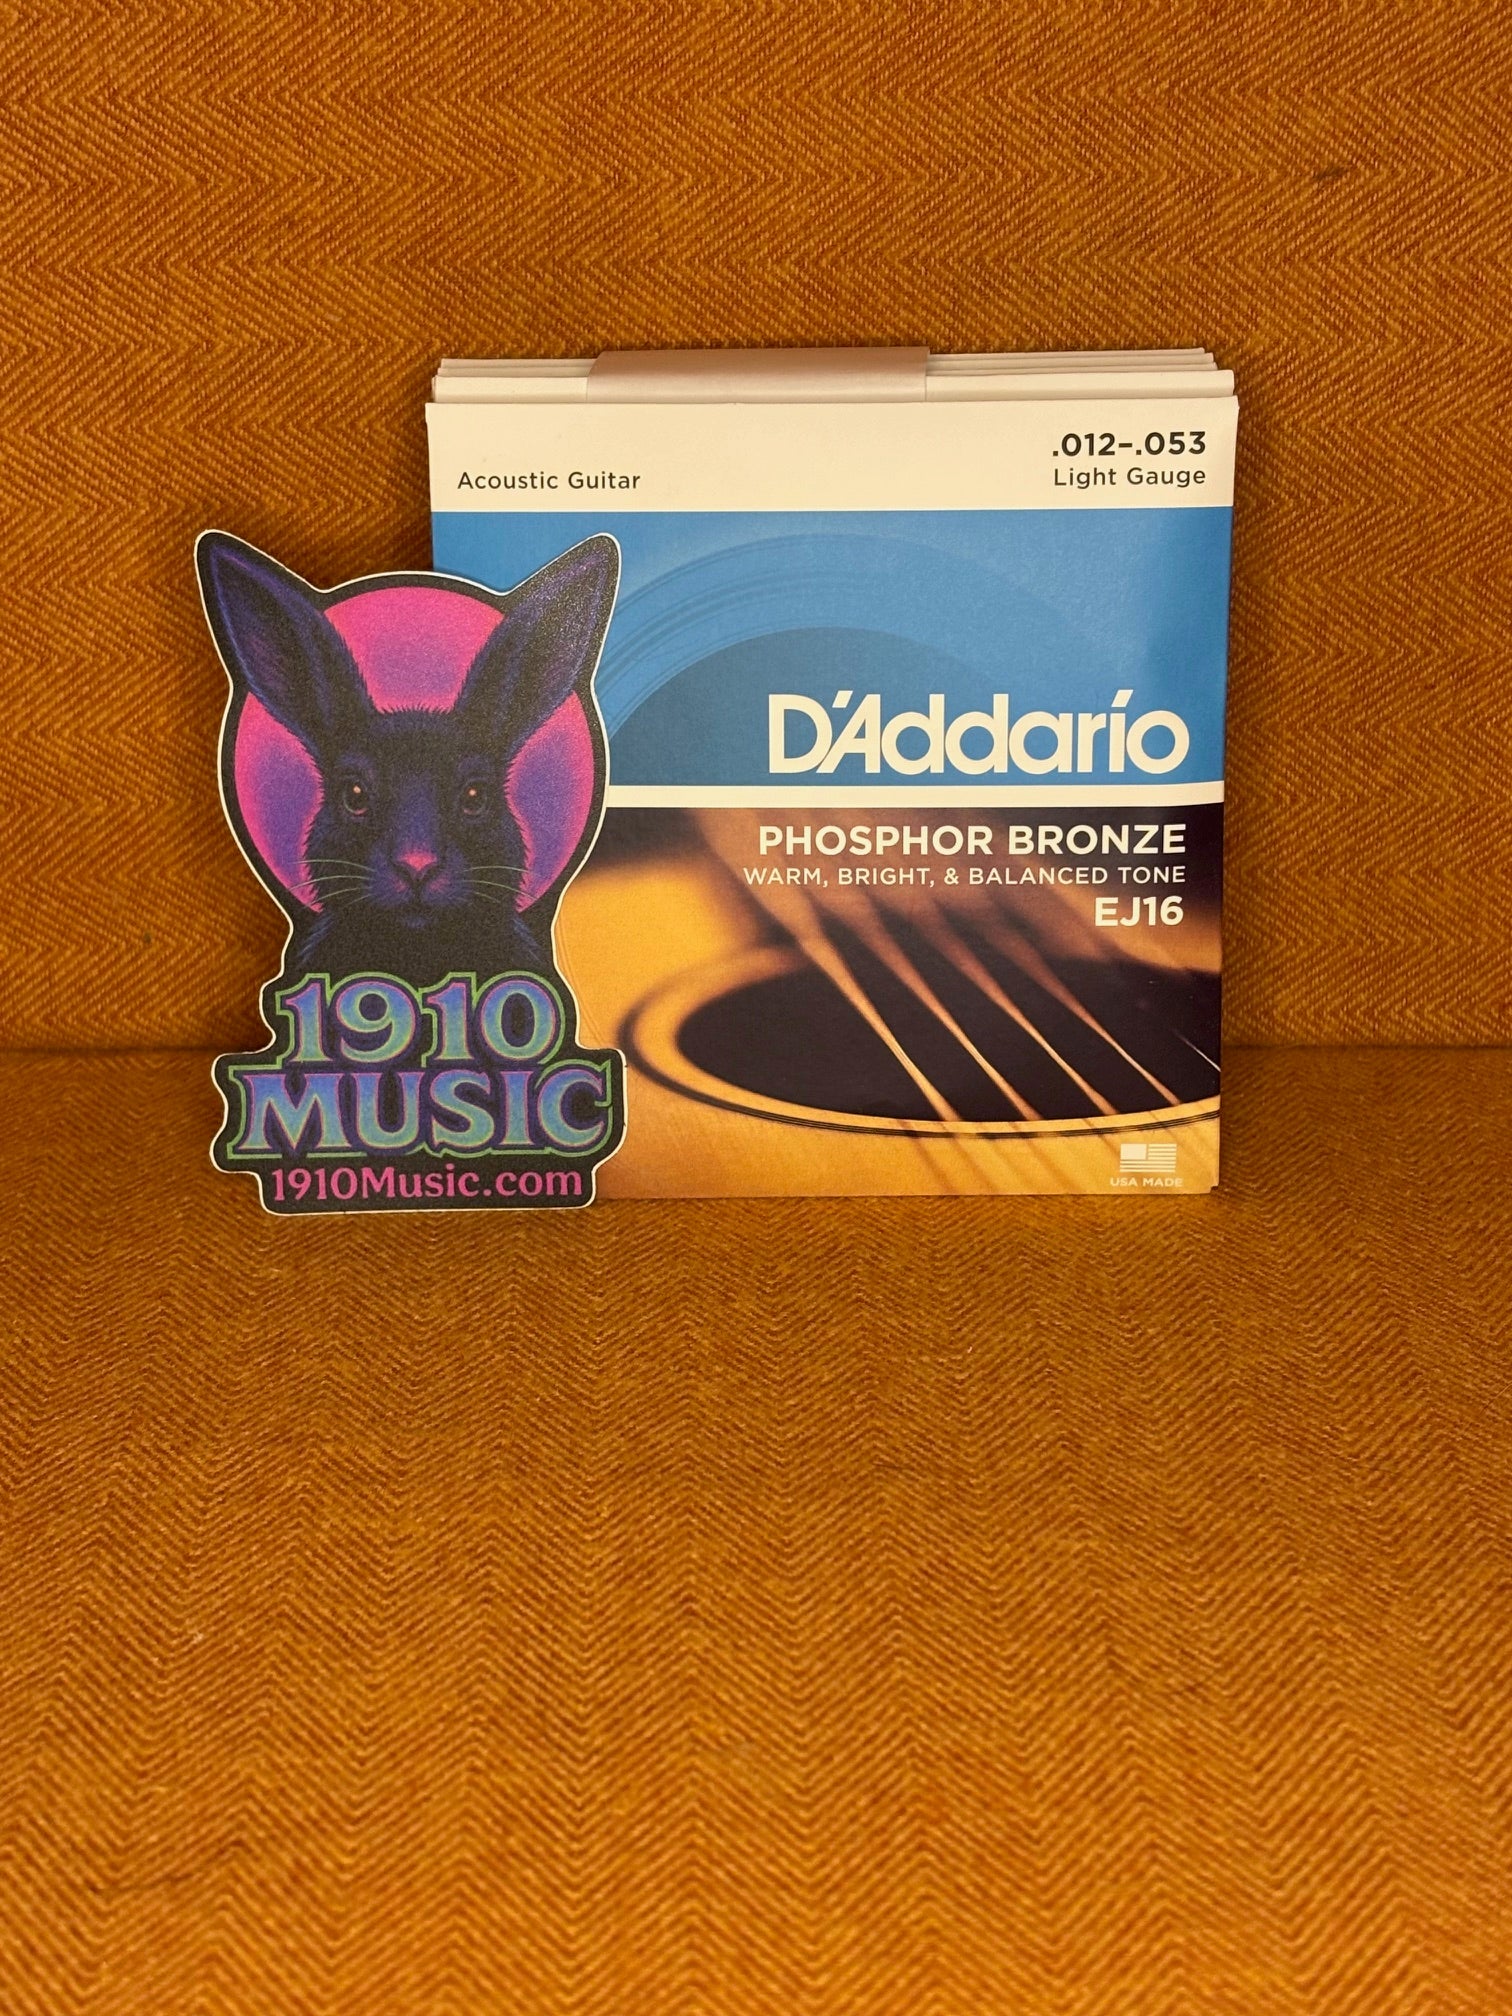 .012–.053
Acoustic Guitar
Light Gauge
D'Addario
PHOSPHOR BRONZE
WARM, BRIGHT, & BALANCED TONE
EJ16
USA MADE
1910
MUSIC
1910Music.com